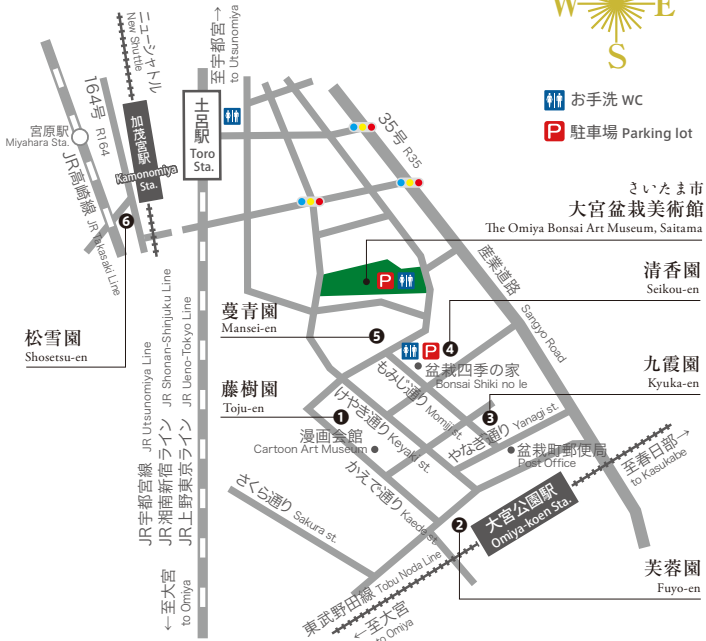 W
E
S
お手洗 WC
P 駐車場 Parking lot
至宇都宮→
to Utsunomiya
ニューシャトル
New Shuttle
164号 R164
宮原駅
Miyahara Sta.
加茂宮駅
Kamonomiya
Sta.
土呂駅
Toro
Sta.
35号 R35
JR高崎線 JR Takasaki Line
❻
さいたま市
大宮盆栽美術館
The Omiya Bonsai Art Museum, Saitama
P
産業道路 Sangyo Road
清香園
Seikou-en
蔓青園
Mansei-en
❺
P
❹
盆栽四季の家
Bonsai Shiki no Ie
松雪園
Shosetsu-en
九霞園
Kyuka-en
藤樹園
Toju-en
❶
もみじ通り Momiji st.
けやき通り Keyaki st.
❸
やなぎ通り Yanagi st.
漫画会館
Cartoon Art Museum
盆栽町郵便局
Post Office
かえで通り Kaede st.
さくら通り Sakura st.
JR宇都宮線 JR Utsunomiya Line
JR湘南新宿ライン JR Shonan-Shinjuku Line
JR上野東京ライン JR Ueno-Tokyo Line
至春日部→
to Kasukabe
大宮公園駅
Omiya-koen Sta.
❷
芙蓉園
Fuyo-en
東武野田線 Tobu Noda Line
←至大宮
to Omiya
←至大宮
to Omiya